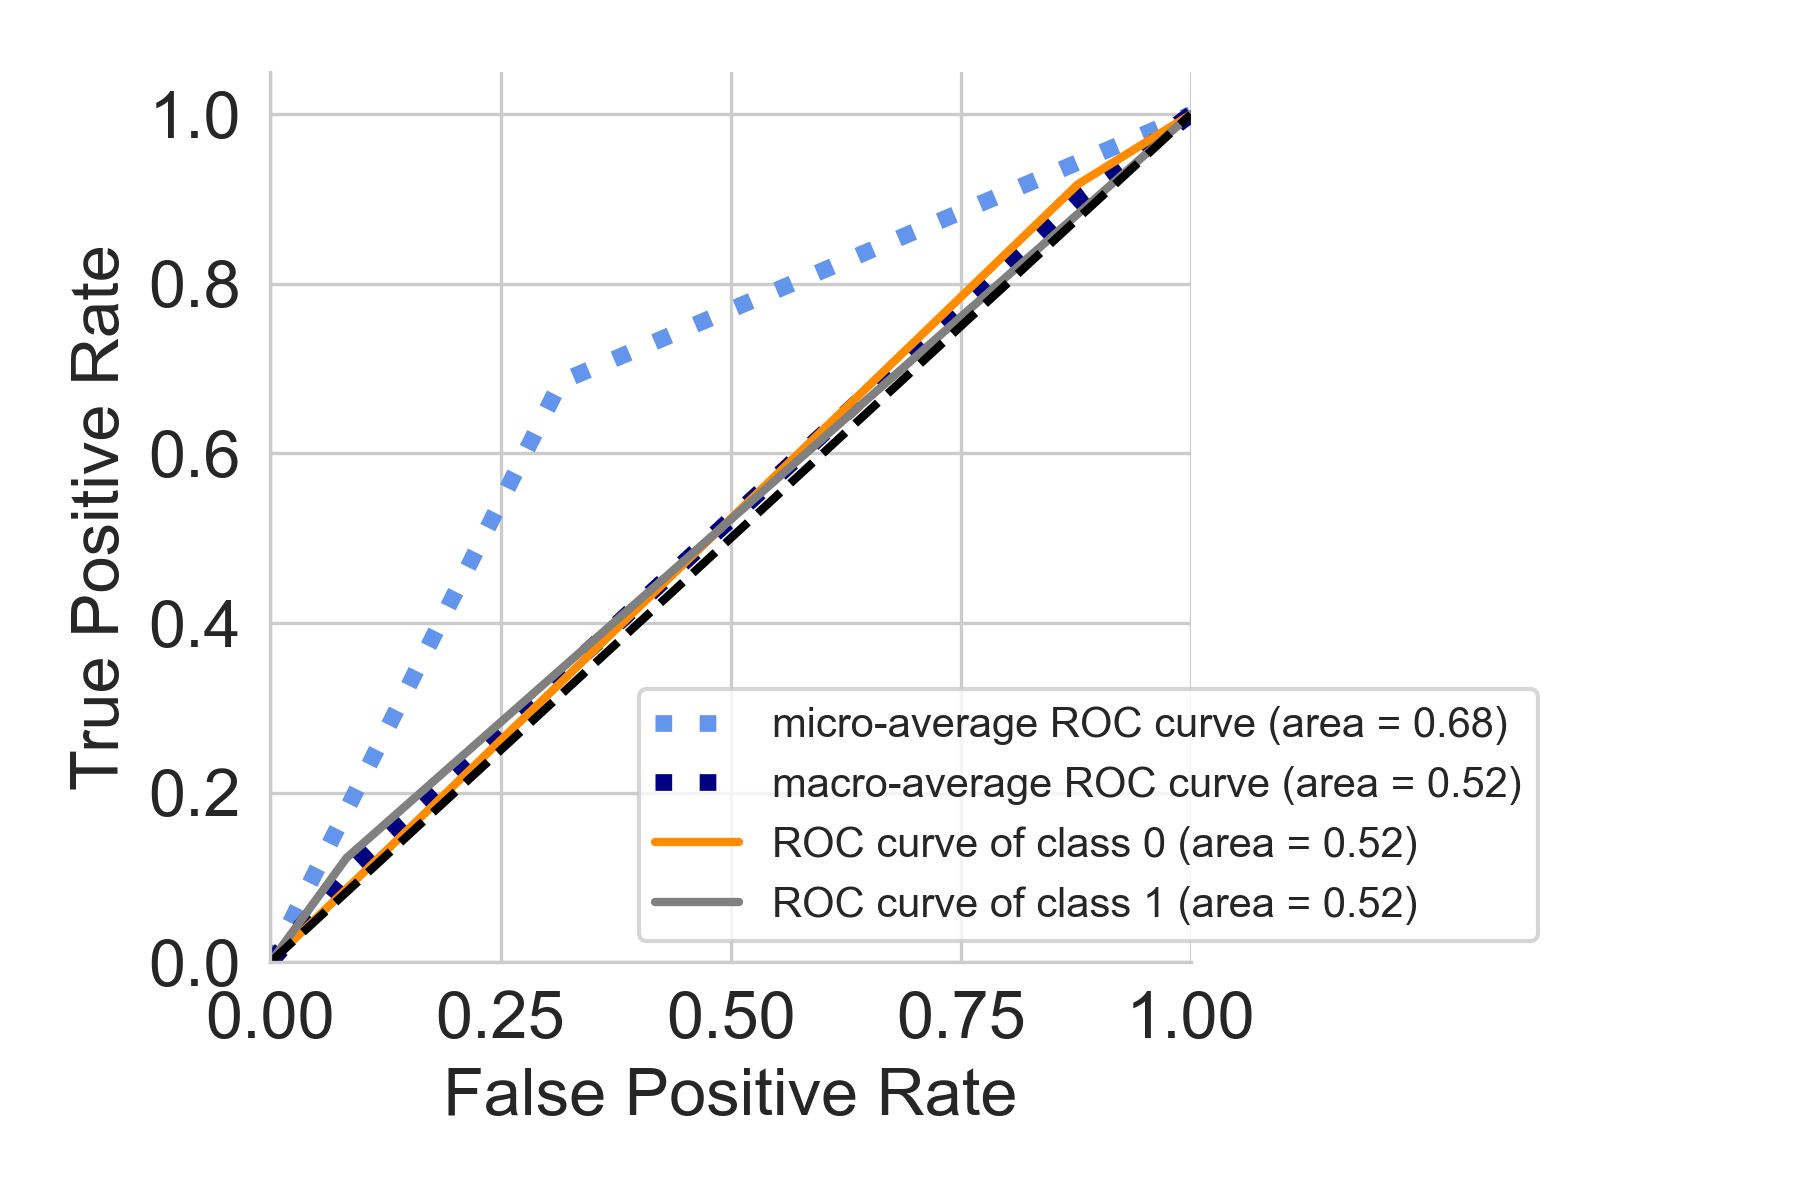 True Positive Rate
1.0
0.8
0.6
0.4
0.2
0.0
micro-average ROC curve (area = 0.68)
macro-average ROC curve (area = 0.52)
ROC curve of class 0 (area = 0.52)
ROC curve of class 1 (area = 0.52)
0.00 0.25 0.50 0.75 1.00
False Positive Rate